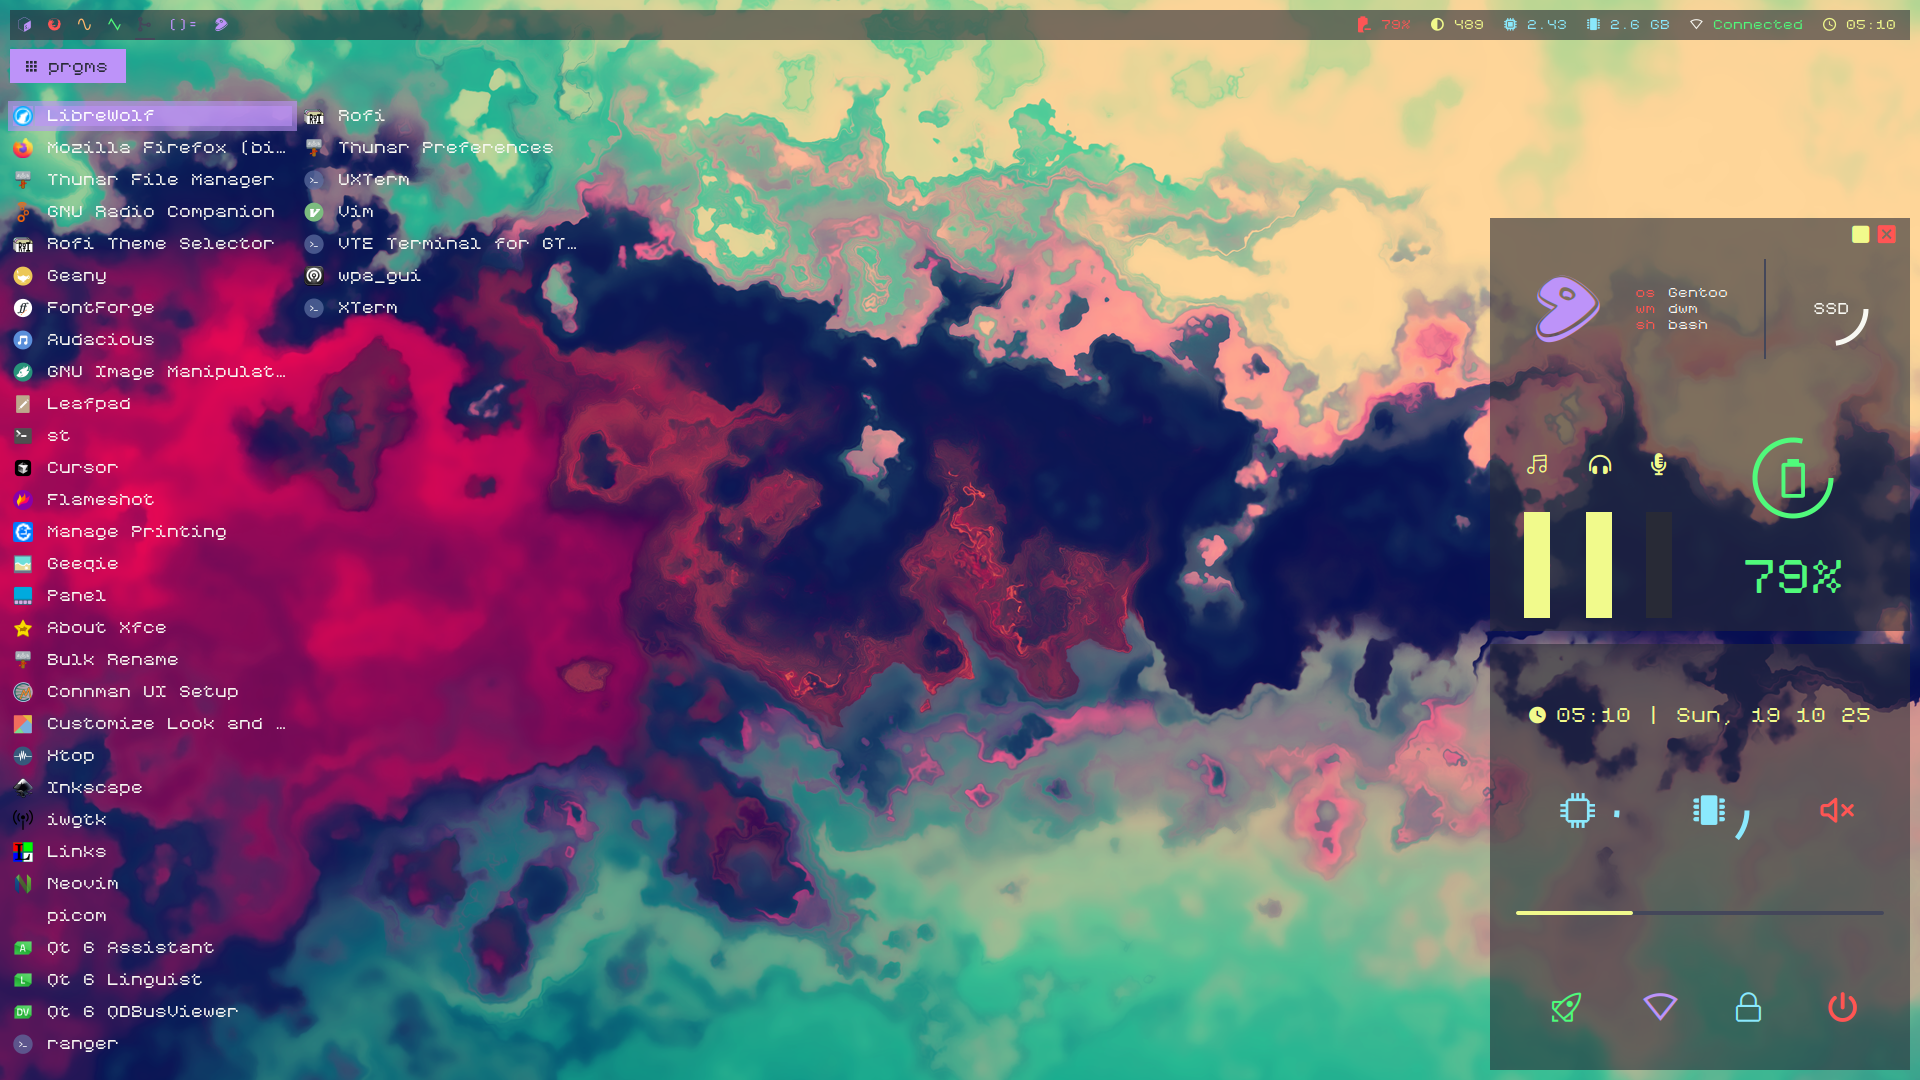 []= 79% 489 2.43 2.6 GB Connected 05:10
prgms
LibreWolf
Mozilla Firefox (bi…
Thunar File Manager
GNU Radio Companion
Rofi Theme Selector
Geany
FontForge
Audacious
GNU Image Manipulat…
Leafpad
st
Cursor
Flameshot
Manage Printing
Geeqie
Panel
About Xfce
Bulk Rename
Connman UI Setup
Customize Look and …
Htop
Inkscape
iwgtk
Links
Neovim
picom
Qt 6 Assistant
Qt 6 Linguist
Qt 6 QDBusViewer
ranger
Rofi
Thunar Preferences
UXTerm
Vim
VTE Terminal for GT…
wpa_gui
XTerm
os Gentoo
wm dwm
sh bash
SSD
79%
05:10 | Sun, 19 10 25